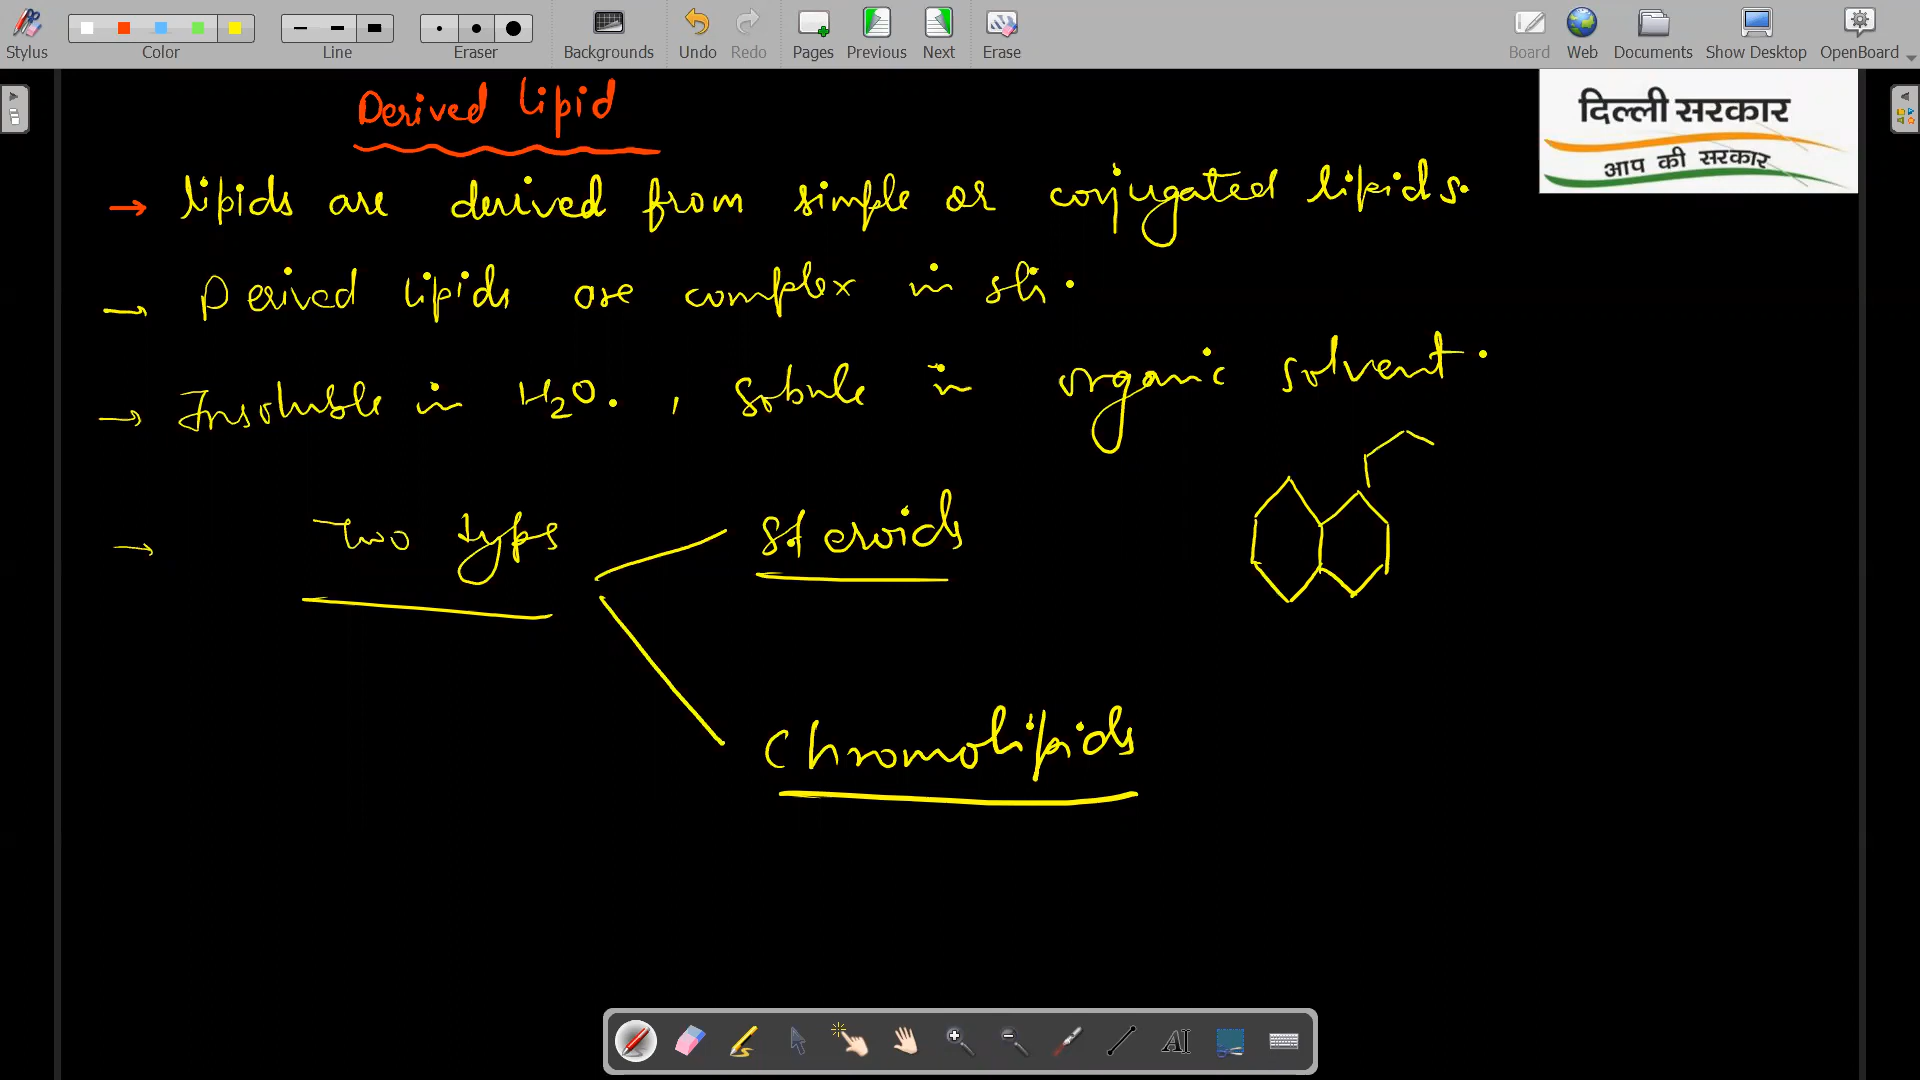 Stylus Color Line Eraser Backgrounds Undo Redo Pages Previous Next Erase Board Web Documents Show Desktop OpenBoard
Derived lipid
दिल्ली सरकार
आप की सरकार
→ lipids are derived from simple or conjugated lipids.
→ Derived lipids are complex in str.
→ Insoluble in H₂O. , soluble in organic solvent.
→ Two types
Steroids
Chromolipids